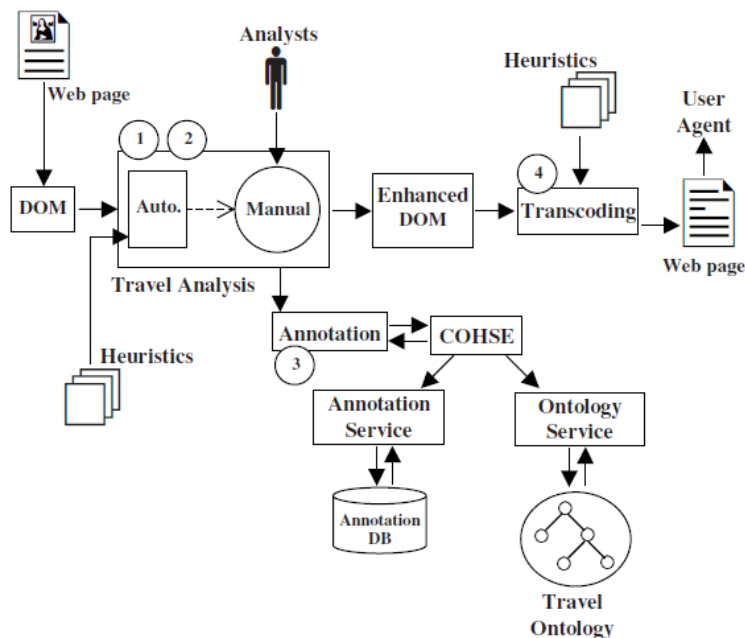 Analysts
Heuristics
Web page
User
Agent
1
2
4
DOM
Auto.
Manual
Enhanced
DOM
Transcoding
Web page
Travel Analysis
Annotation
COHSE
3
Heuristics
Annotation
Service
Ontology
Service
Annotation
DB
Travel
Ontology